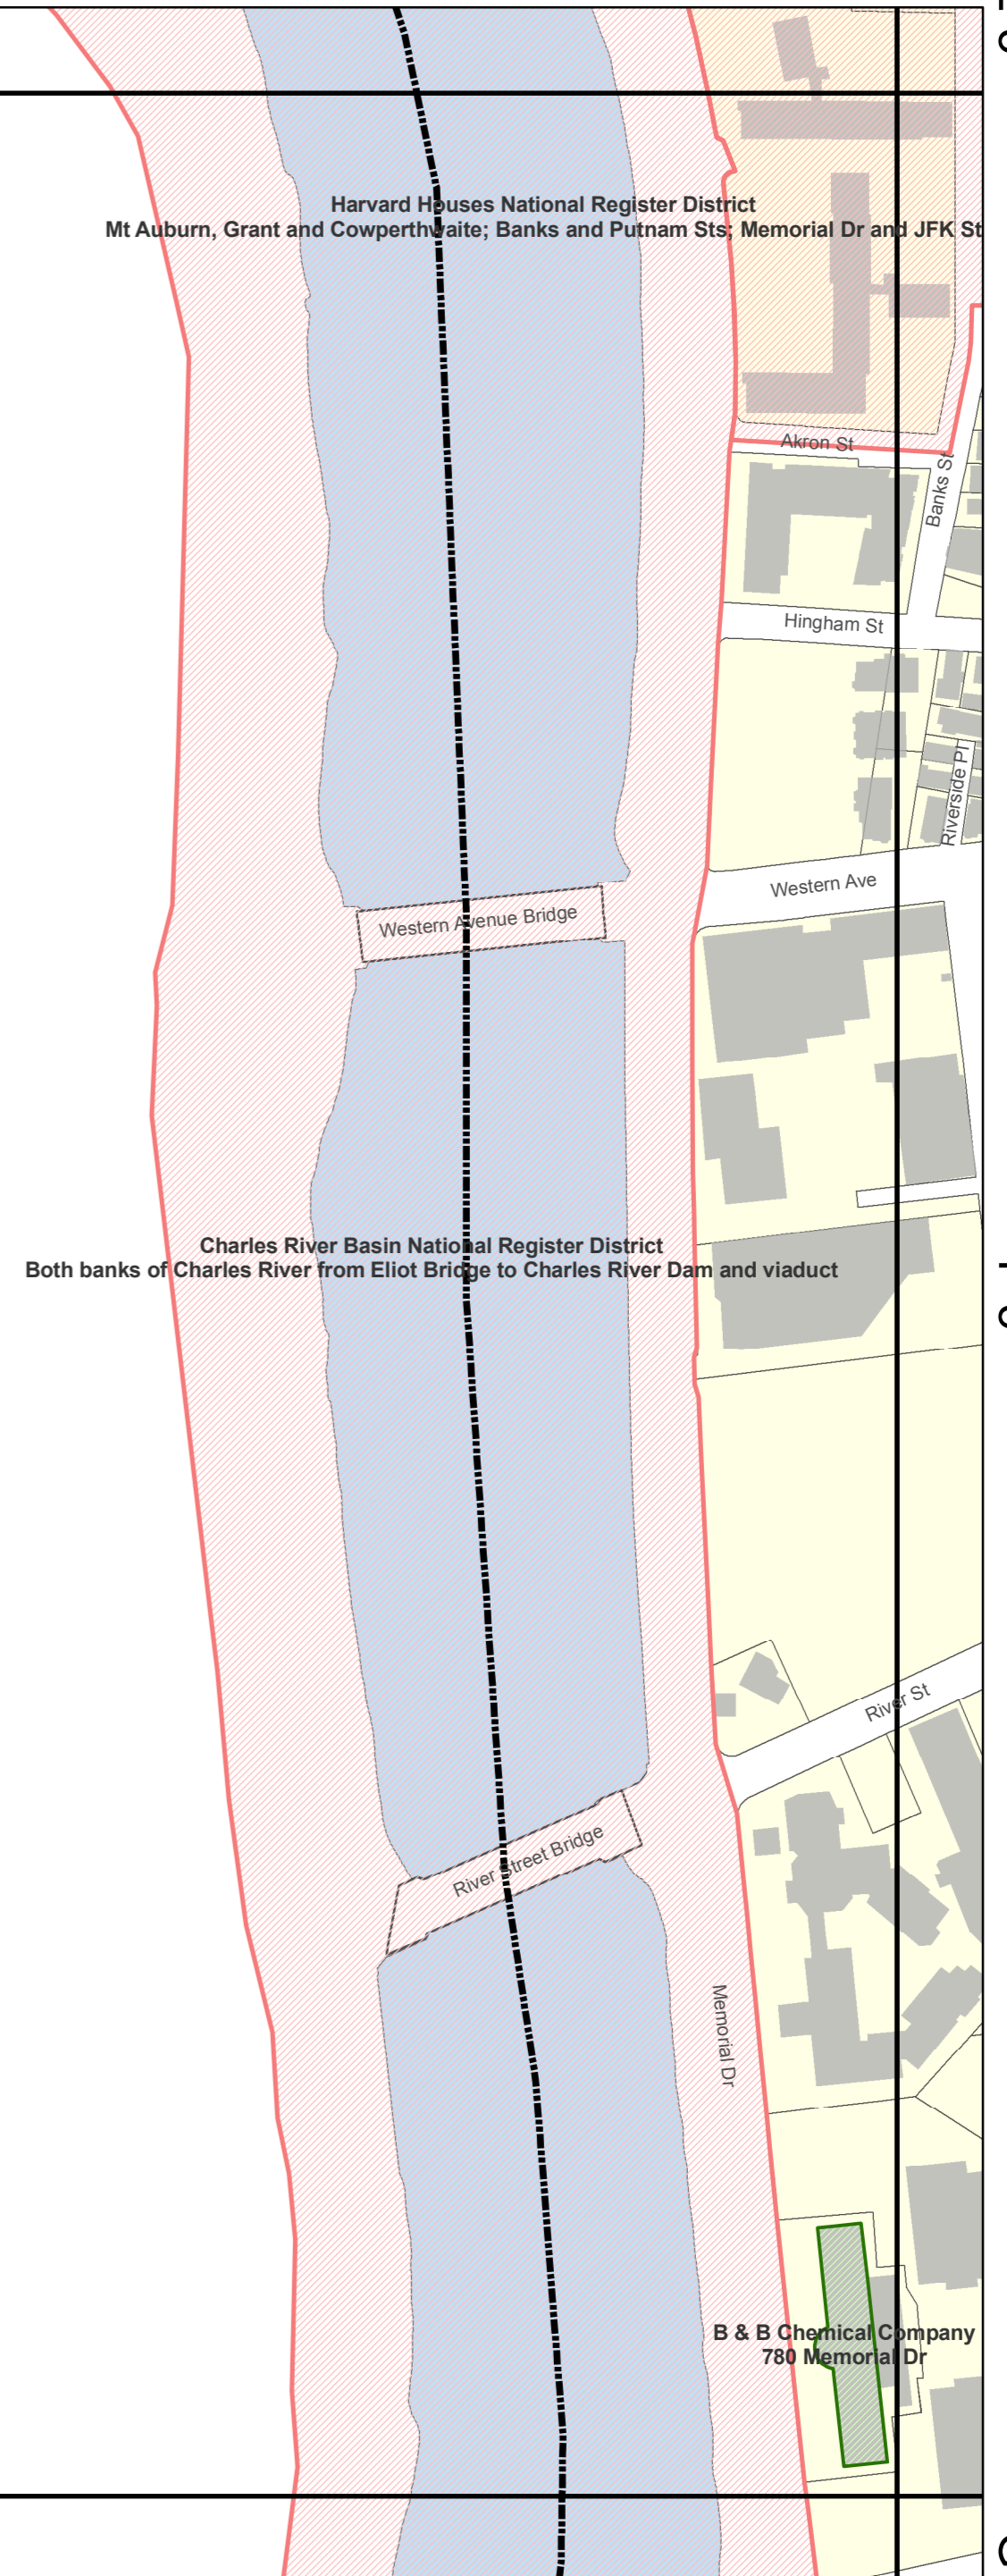 Harvard Houses National Register District
Mt Auburn, Grant and Cowperthwaite; Banks and Putnam Sts; Memorial Dr and JFK St
Akron St
Banks St
Hingham St
Riverside Pl
Western Ave
Western Avenue Bridge
Charles River Basin National Register District
Both banks of Charles River from Eliot Bridge to Charles River Dam and viaduct
River St
River Street Bridge
Memorial Dr
B & B Chemical Company
780 Memorial Dr